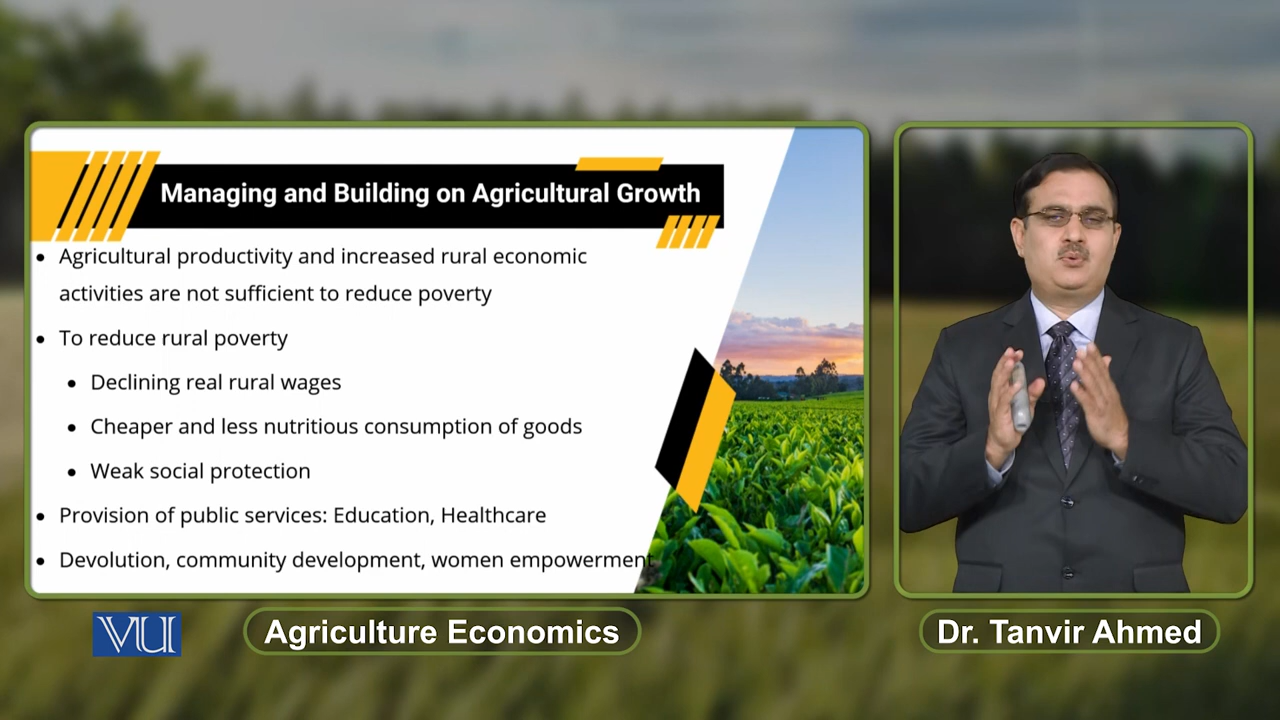 Managing and Building on Agricultural Growth
• Agricultural productivity and increased rural economic
activities are not sufficient to reduce poverty
• To reduce rural poverty
• Declining real rural wages
• Cheaper and less nutritious consumption of goods
• Weak social protection
• Provision of public services: Education, Healthcare
• Devolution, community development, women empowerment
VU
Agriculture Economics
Dr. Tanvir Ahmed